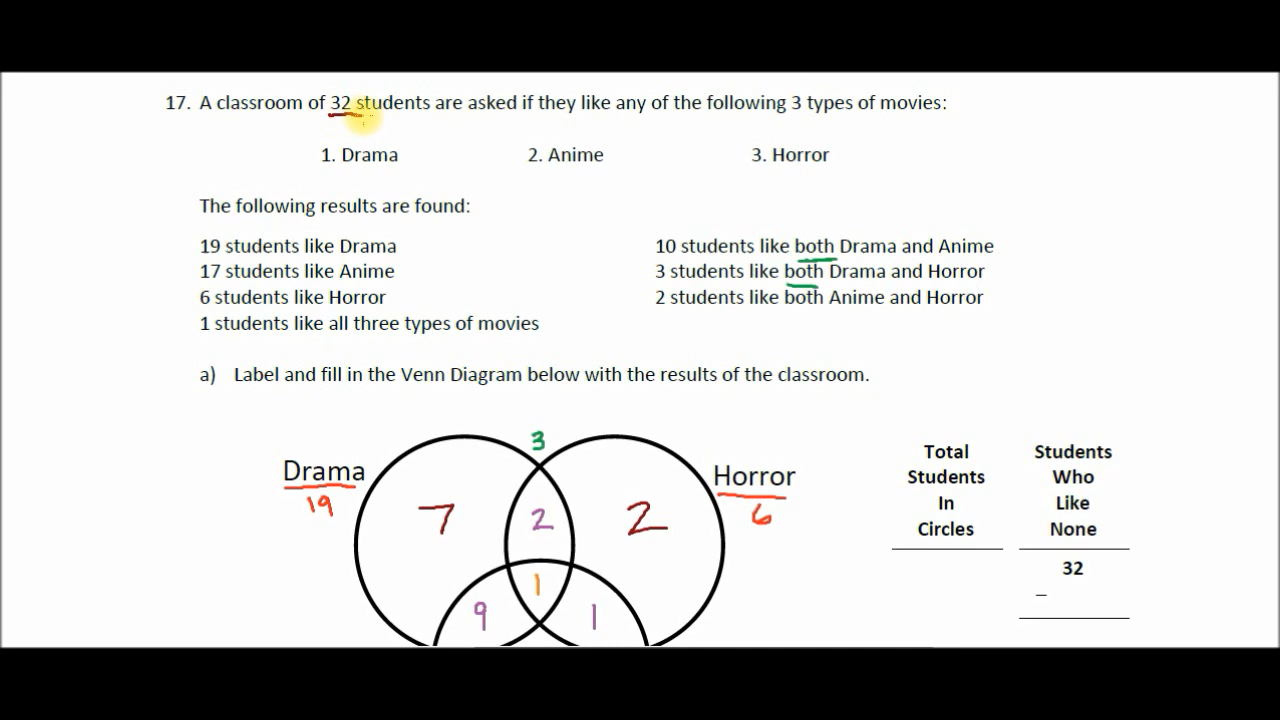 17. A classroom of 32 students are asked if they like any of the following 3 types of movies:
1. Drama 2. Anime 3. Horror
The following results are found:
19 students like Drama 10 students like both Drama and Anime
17 students like Anime 3 students like both Drama and Horror
6 students like Horror 2 students like both Anime and Horror
1 students like all three types of movies
a) Label and fill in the Venn Diagram below with the results of the classroom.
3
Drama
19
Horror
6
7
2
2
1
9
1
Total
Students
In
Circles
Students
Who
Like
None
32
–